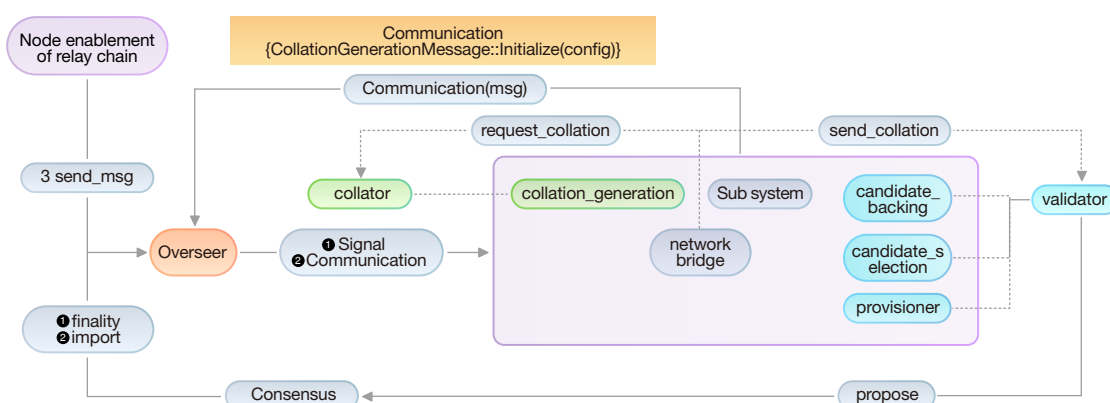 Node enablement
of relay chain
Communication
{CollationGenerationMessage::Initialize(config)}
Communication(msg)
request_collation
send_collation
3 send_msg
collator
collation_generation
Sub system
candidate_
backing
validator
Overseer
❶ Signal
❷ Communication
network
bridge
candidate_s
election
provisioner
❶ finality
❷ import
Consensus
propose